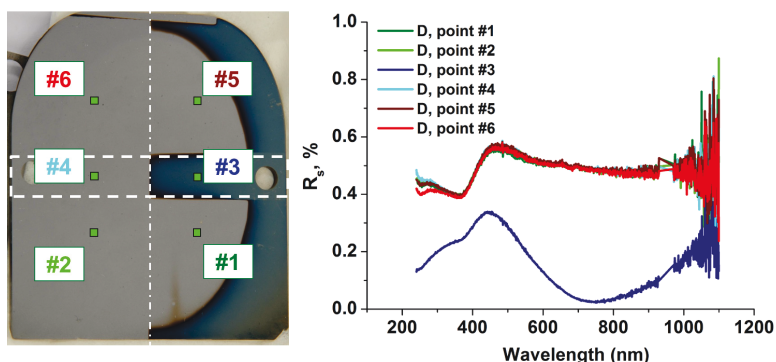 #6
#5
#4
#3
#2
#1
D, point #1
D, point #2
D, point #3
D, point #4
D, point #5
D, point #6
Rs, %
1.0
0.8
0.6
0.4
0.2
0.0
200 400 600 800 1000 1200
Wavelength (nm)